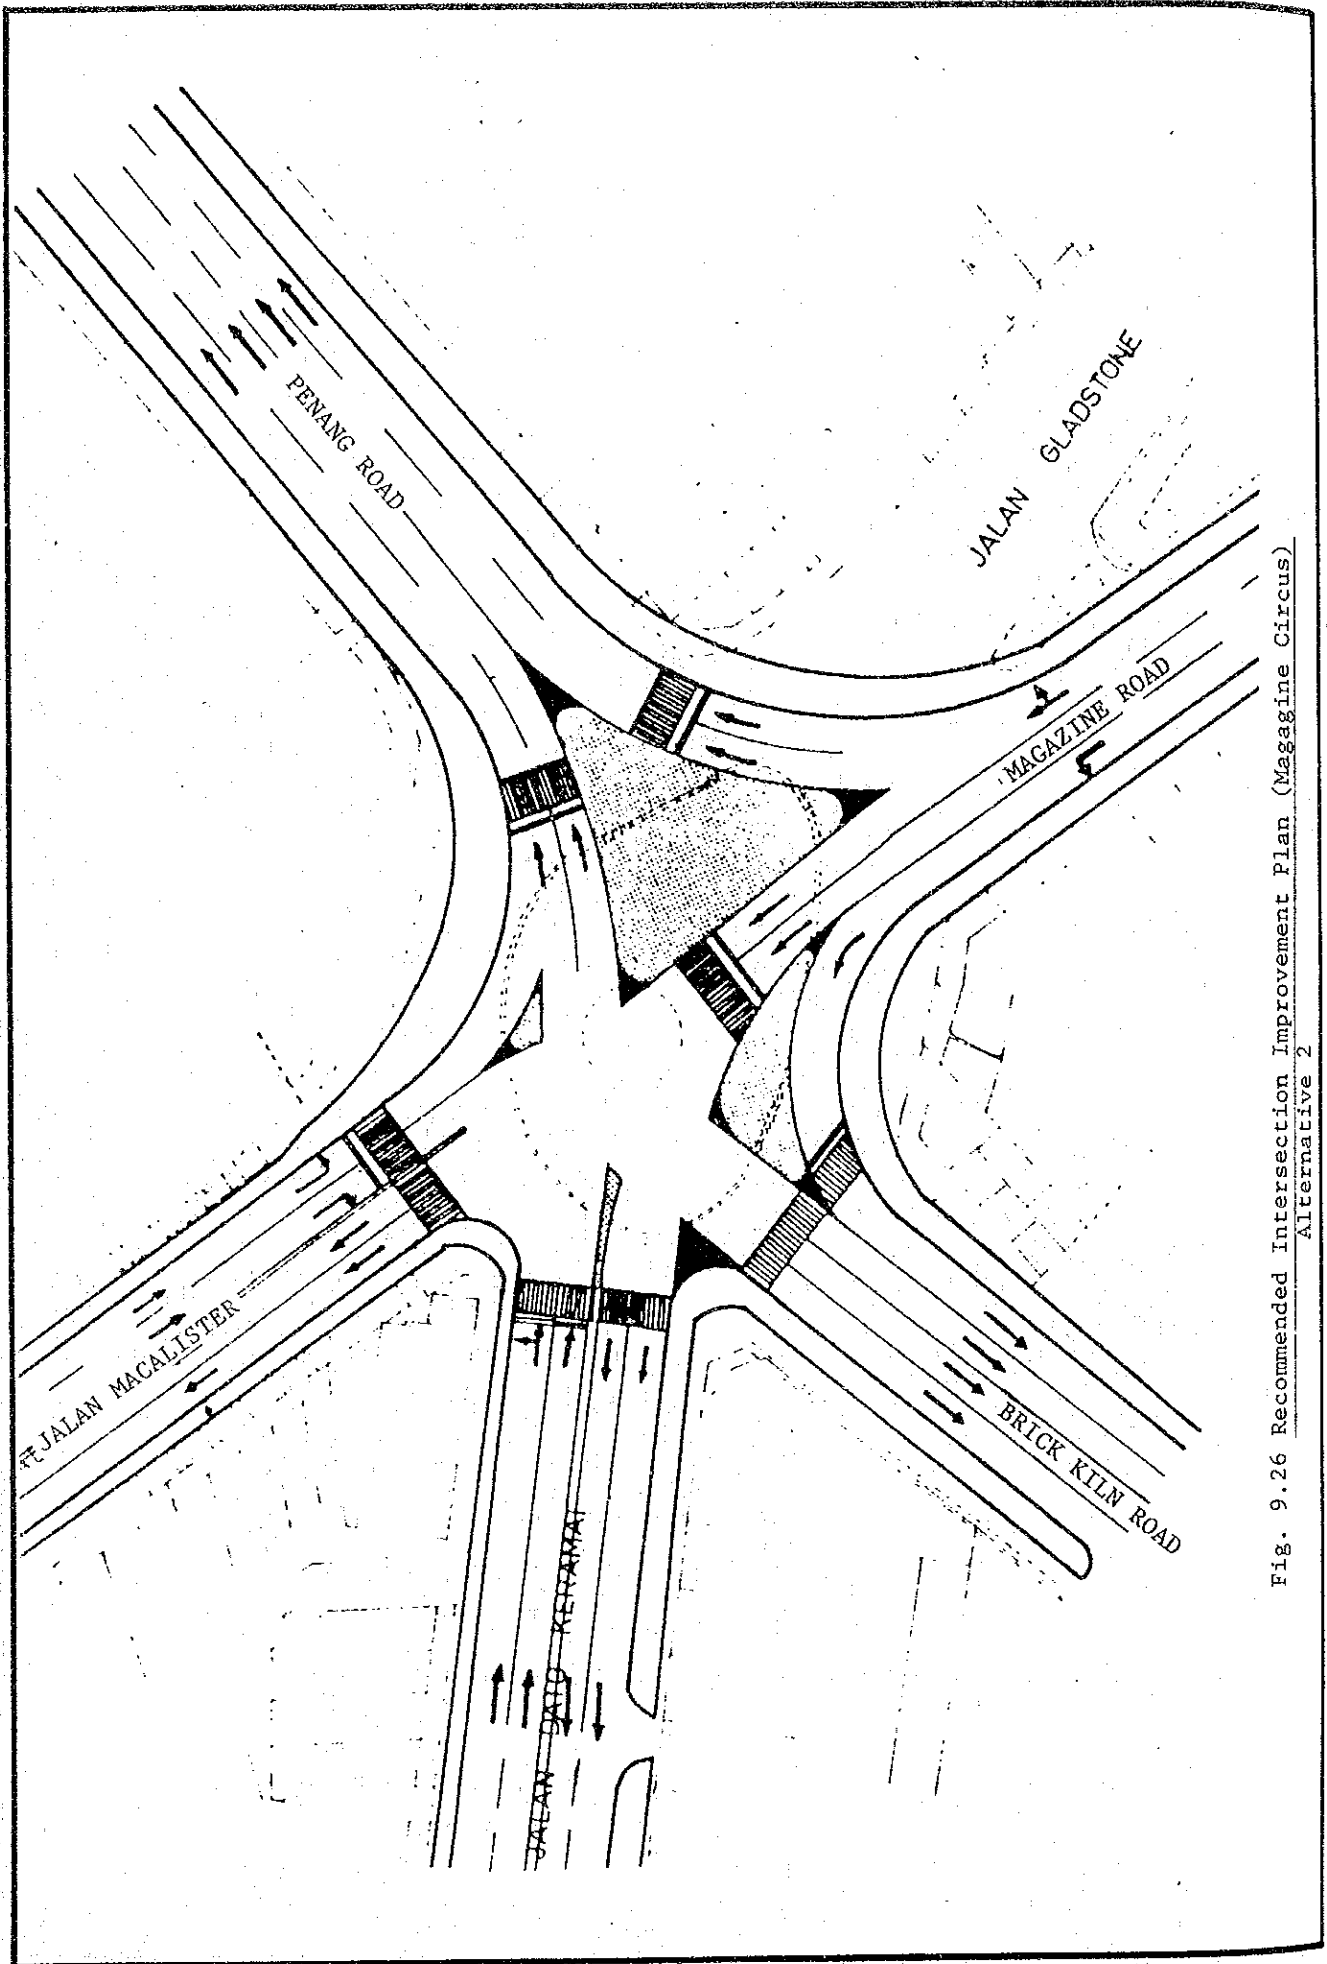 PENANG ROAD
JALAN GLADSTONE
MAGAZINE ROAD
JALAN MACALISTER
JALAN DATO KERAMAT
BRICK KILN ROAD
Fig. 9.26 Recommended Intersection Improvement Plan (Magagine Circus)
Alternative 2